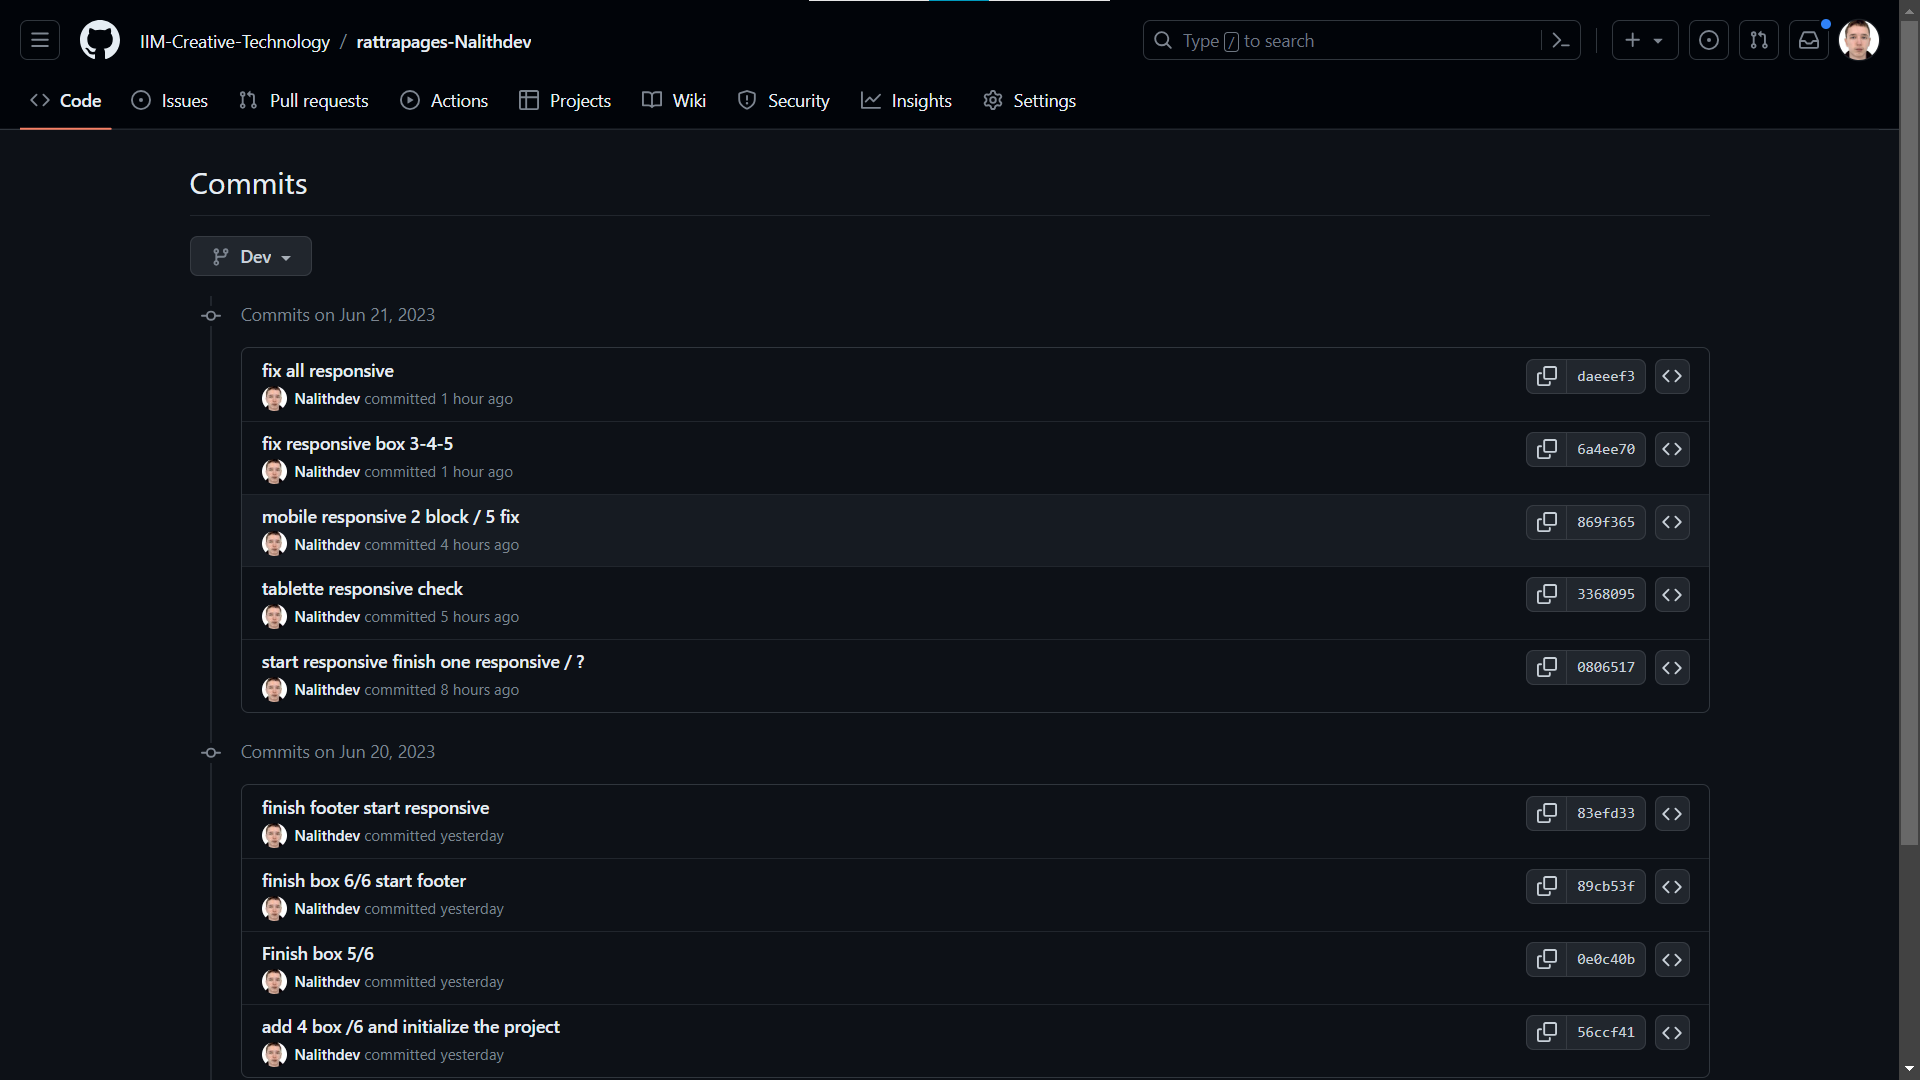 IIM-Creative-Technology / rattrapages-Nalithdev
Type / to search
Code Issues Pull requests Actions Projects Wiki Security Insights Settings
Commits
Dev
Commits on Jun 21, 2023
fix all responsive
daeeef3
Nalithdev committed 1 hour ago
fix responsive box 3-4-5
6a4ee70
Nalithdev committed 1 hour ago
mobile responsive 2 block / 5 fix
869f365
Nalithdev committed 4 hours ago
tablette responsive check
3368095
Nalithdev committed 5 hours ago
start responsive finish one responsive / ?
0806517
Nalithdev committed 8 hours ago
Commits on Jun 20, 2023
finish footer start responsive
83efd33
Nalithdev committed yesterday
finish box 6/6 start footer
89cb53f
Nalithdev committed yesterday
Finish box 5/6
0e0c40b
Nalithdev committed yesterday
add 4 box /6 and initialize the project
56ccf41
Nalithdev committed yesterday